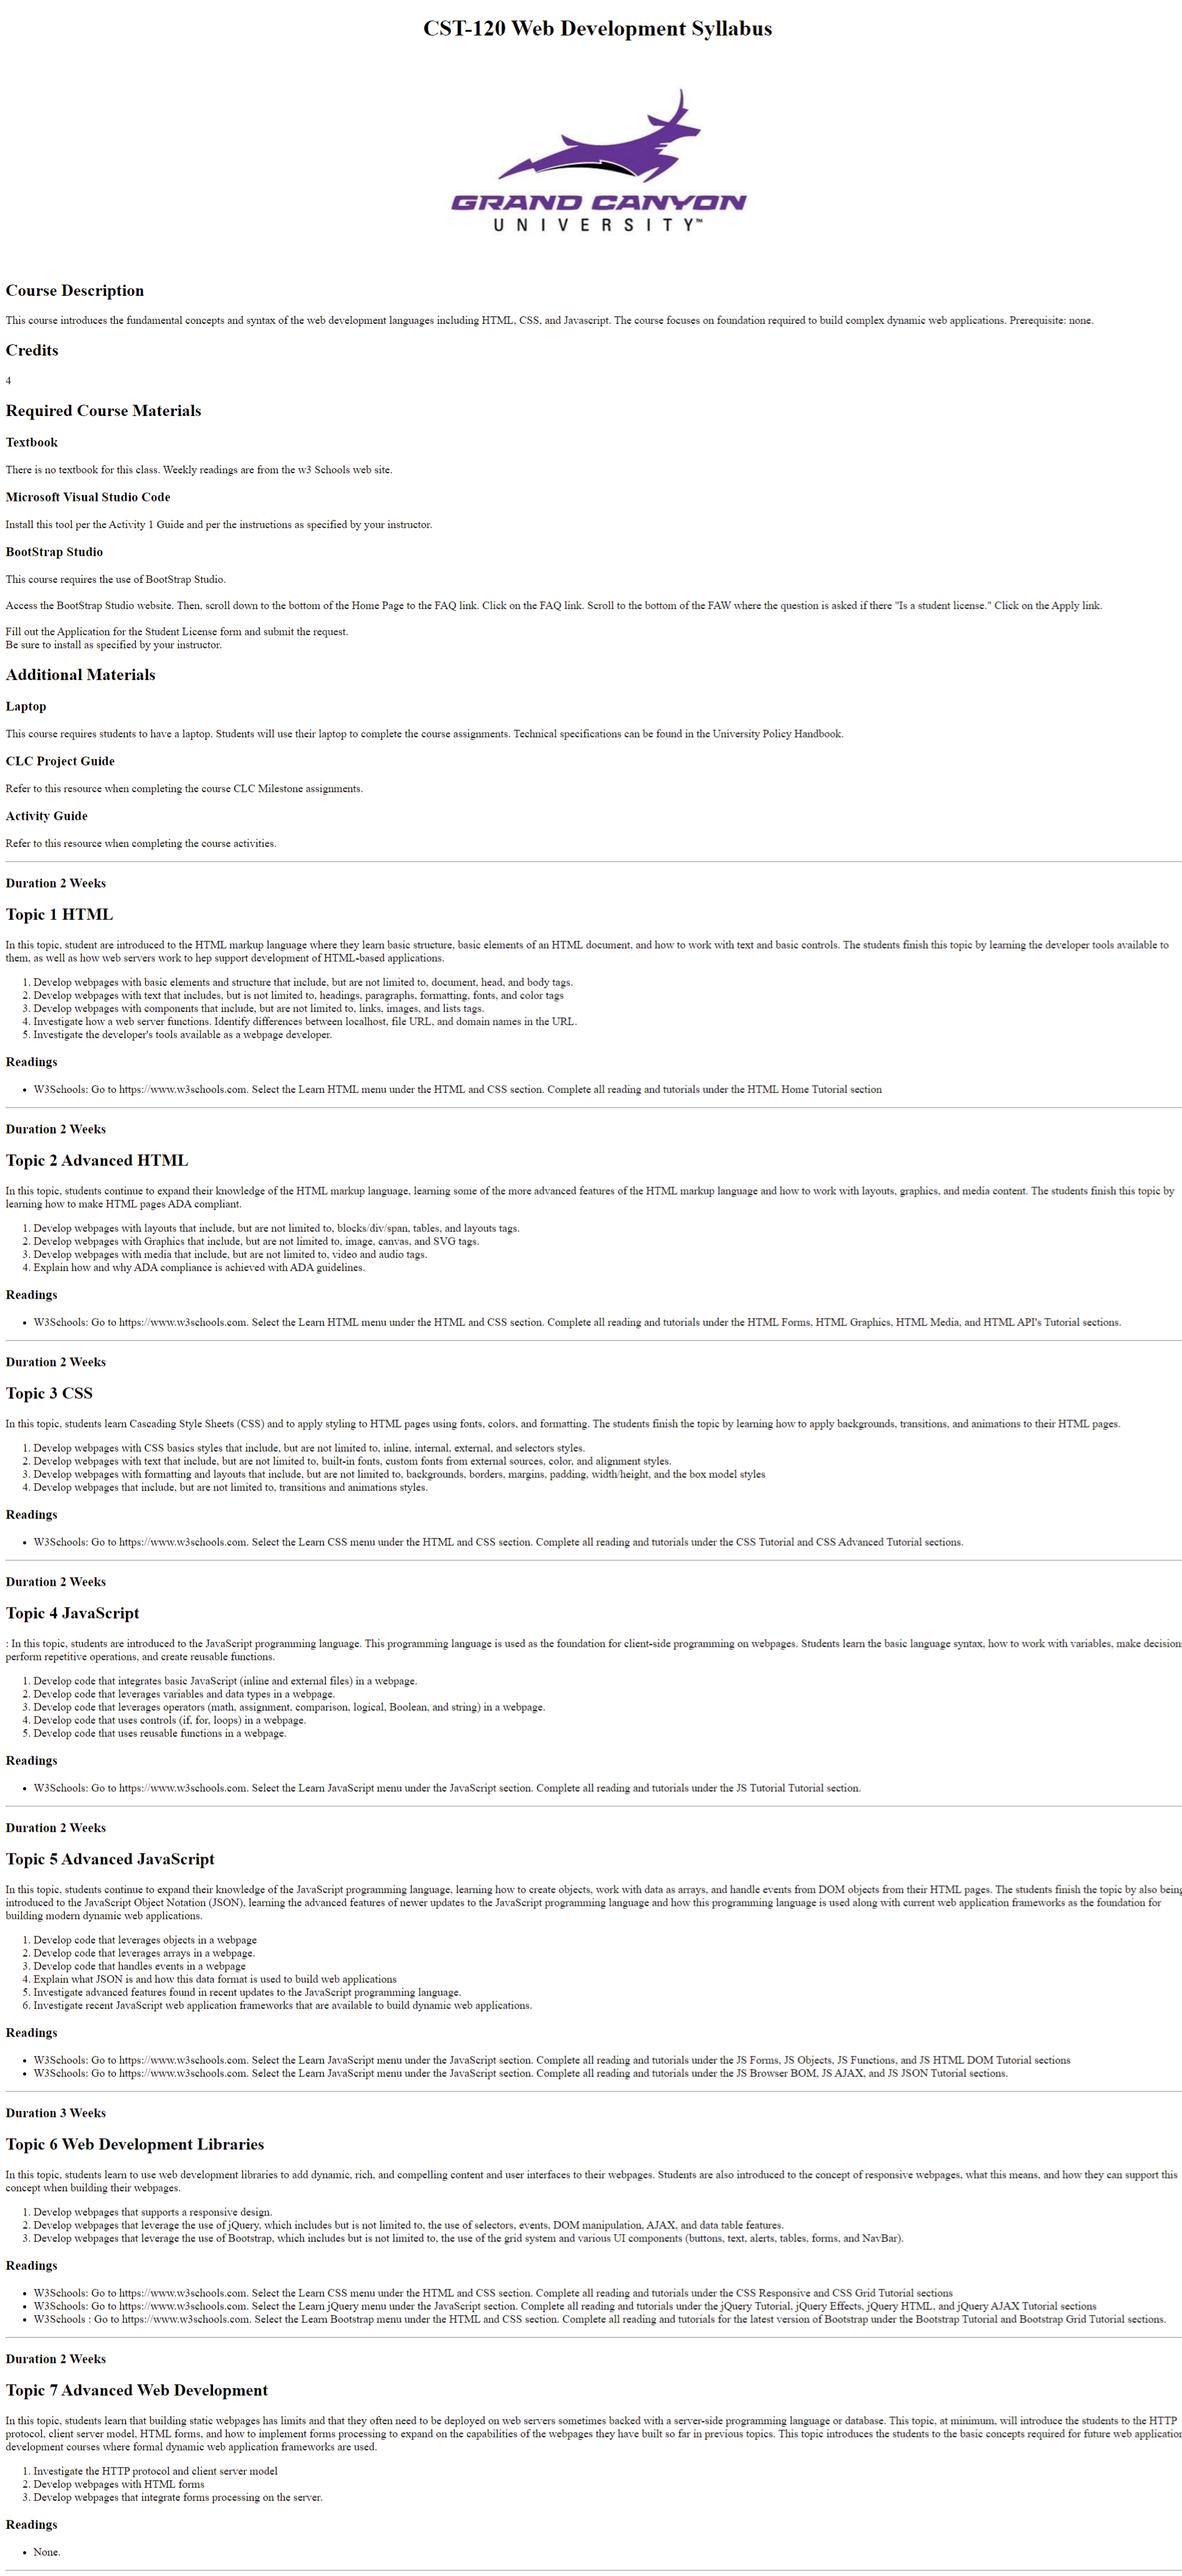 CST-120 Web Development Syllabus
GRAND CANYON
UNIVERSITY™
Course Description
This course introduces the fundamental concepts and syntax of the web development languages including HTML, CSS, and Javascript. The course focuses on foundation required to build complex dynamic web applications. Prerequisite: none.
Credits
4
Required Course Materials
Textbook
There is no textbook for this class. Weekly readings are from the w3 Schools web site.
Microsoft Visual Studio Code
Install this tool per the Activity 1 Guide and per the instructions as specified by your instructor.
BootStrap Studio
This course requires the use of BootStrap Studio.
Access the BootStrap Studio website. Then, scroll down to the bottom of the Home Page to the FAQ link. Click on the FAQ link. Scroll to the bottom of the FAW where the question is asked if there "Is a student license." Click on the Apply link.
Fill out the Application for the Student License form and submit the request.
Be sure to install as specified by your instructor.
Additional Materials
Laptop
This course requires students to have a laptop. Students will use their laptop to complete the course assignments. Technical specifications can be found in the University Policy Handbook.
CLC Project Guide
Refer to this resource when completing the course CLC Milestone assignments.
Activity Guide
Refer to this resource when completing the course activities.
Duration 2 Weeks
Topic 1 HTML
In this topic, student are introduced to the HTML markup language where they learn basic structure, basic elements of an HTML document, and how to work with text and basic controls. The students finish this topic by learning the developer tools available to
them, as well as how web servers work to hep support development of HTML-based applications.
1. Develop webpages with basic elements and structure that include, but are not limited to, document, head, and body tags.
2. Develop webpages with text that includes, but is not limited to, headings, paragraphs, formatting, fonts, and color tags
3. Develop webpages with components that include, but are not limited to, links, images, and lists tags.
4. Investigate how a web server functions. Identify differences between localhost, file URL, and domain names in the URL.
5. Investigate the developer's tools available as a webpage developer.
Readings
• W3Schools: Go to https://www.w3schools.com. Select the Learn HTML menu under the HTML and CSS section. Complete all reading and tutorials under the HTML Home Tutorial section
Duration 2 Weeks
Topic 2 Advanced HTML
In this topic, students continue to expand their knowledge of the HTML markup language, learning some of the more advanced features of the HTML markup language and how to work with layouts, graphics, and media content. The students finish this topic by
learning how to make HTML pages ADA compliant.
1. Develop webpages with layouts that include, but are not limited to, blocks/div/span, tables, and layouts tags.
2. Develop webpages with Graphics that include, but are not limited to, image, canvas, and SVG tags.
3. Develop webpages with media that include, but are not limited to, video and audio tags.
4. Explain how and why ADA compliance is achieved with ADA guidelines.
Readings
• W3Schools: Go to https://www.w3schools.com. Select the Learn HTML menu under the HTML and CSS section. Complete all reading and tutorials under the HTML Forms, HTML Graphics, HTML Media, and HTML API's Tutorial sections.
Duration 2 Weeks
Topic 3 CSS
In this topic, students learn Cascading Style Sheets (CSS) and to apply styling to HTML pages using fonts, colors, and formatting. The students finish the topic by learning how to apply backgrounds, transitions, and animations to their HTML pages.
1. Develop webpages with CSS basics styles that include, but are not limited to, inline, internal, external, and selectors styles.
2. Develop webpages with text that include, but are not limited to, built-in fonts, custom fonts from external sources, color, and alignment styles.
3. Develop webpages with formatting and layouts that include, but are not limited to, backgrounds, borders, margins, padding, width/height, and the box model styles
4. Develop webpages that include, but are not limited to, transitions and animations styles.
Readings
• W3Schools: Go to https://www.w3schools.com. Select the Learn CSS menu under the HTML and CSS section. Complete all reading and tutorials under the CSS Tutorial and CSS Advanced Tutorial sections.
Duration 2 Weeks
Topic 4 JavaScript
: In this topic, students are introduced to the JavaScript programming language. This programming language is used as the foundation for client-side programming on webpages. Students learn the basic language syntax, how to work with variables, make decisions
perform repetitive operations, and create reusable functions.
1. Develop code that integrates basic JavaScript (inline and external files) in a webpage.
2. Develop code that leverages variables and data types in a webpage.
3. Develop code that leverages operators (math, assignment, comparison, logical, Boolean, and string) in a webpage.
4. Develop code that uses controls (if, for, loops) in a webpage.
5. Develop code that uses reusable functions in a webpage.
Readings
• W3Schools: Go to https://www.w3schools.com. Select the Learn JavaScript menu under the JavaScript section. Complete all reading and tutorials under the JS Tutorial Tutorial section.
Duration 2 Weeks
Topic 5 Advanced JavaScript
In this topic, students continue to expand their knowledge of the JavaScript programming language, learning how to create objects, work with data as arrays, and handle events from DOM objects from their HTML pages. The students finish the topic by also being
introduced to the JavaScript Object Notation (JSON), learning the advanced features of newer updates to the JavaScript programming language and how this programming language is used along with current web application frameworks as the foundation for
building modern dynamic web applications.
1. Develop code that leverages objects in a webpage
2. Develop code that leverages arrays in a webpage.
3. Develop code that handles events in a webpage
4. Explain what JSON is and how this data format is used to build web applications
5. Investigate advanced features found in recent updates to the JavaScript programming language.
6. Investigate recent JavaScript web application frameworks that are available to build dynamic web applications.
Readings
• W3Schools: Go to https://www.w3schools.com. Select the Learn JavaScript menu under the JavaScript section. Complete all reading and tutorials under the JS Forms, JS Objects, JS Functions, and JS HTML DOM Tutorial sections
• W3Schools: Go to https://www.w3schools.com. Select the Learn JavaScript menu under the JavaScript section. Complete all reading and tutorials under the JS Browser BOM, JS AJAX, and JS JSON Tutorial sections.
Duration 3 Weeks
Topic 6 Web Development Libraries
In this topic, students learn to use web development libraries to add dynamic, rich, and compelling content and user interfaces to their webpages. Students are also introduced to the concept of responsive webpages, what this means, and how they can support this
concept when building their webpages.
1. Develop webpages that supports a responsive design.
2. Develop webpages that leverage the use of jQuery, which includes but is not limited to, the use of selectors, events, DOM manipulation, AJAX, and data table features.
3. Develop webpages that leverage the use of Bootstrap, which includes but is not limited to, the use of the grid system and various UI components (buttons, text, alerts, tables, forms, and NavBar).
Readings
• W3Schools: Go to https://www.w3schools.com. Select the Learn CSS menu under the HTML and CSS section. Complete all reading and tutorials under the CSS Responsive and CSS Grid Tutorial sections
• W3Schools: Go to https://www.w3schools.com. Select the Learn jQuery menu under the JavaScript section. Complete all reading and tutorials under the jQuery Tutorial, jQuery Effects, jQuery HTML, and jQuery AJAX Tutorial sections
• W3Schools : Go to https://www.w3schools.com. Select the Learn Bootstrap menu under the HTML and CSS section. Complete all reading and tutorials for the latest version of Bootstrap under the Bootstrap Tutorial and Bootstrap Grid Tutorial sections.
Duration 2 Weeks
Topic 7 Advanced Web Development
In this topic, students learn that building static webpages has limits and that they often need to be deployed on web servers sometimes backed with a server-side programming language or database. This topic, at minimum, will introduce the students to the HTTP
protocol, client server model, HTML forms, and how to implement forms processing to expand on the capabilities of the webpages they have built so far in previous topics. This topic introduces the students to the basic concepts required for future web application
development courses where formal dynamic web application frameworks are used.
1. Investigate the HTTP protocol and client server model
2. Develop webpages with HTML forms
3. Develop webpages that integrate forms processing on the server.
Readings
• None.